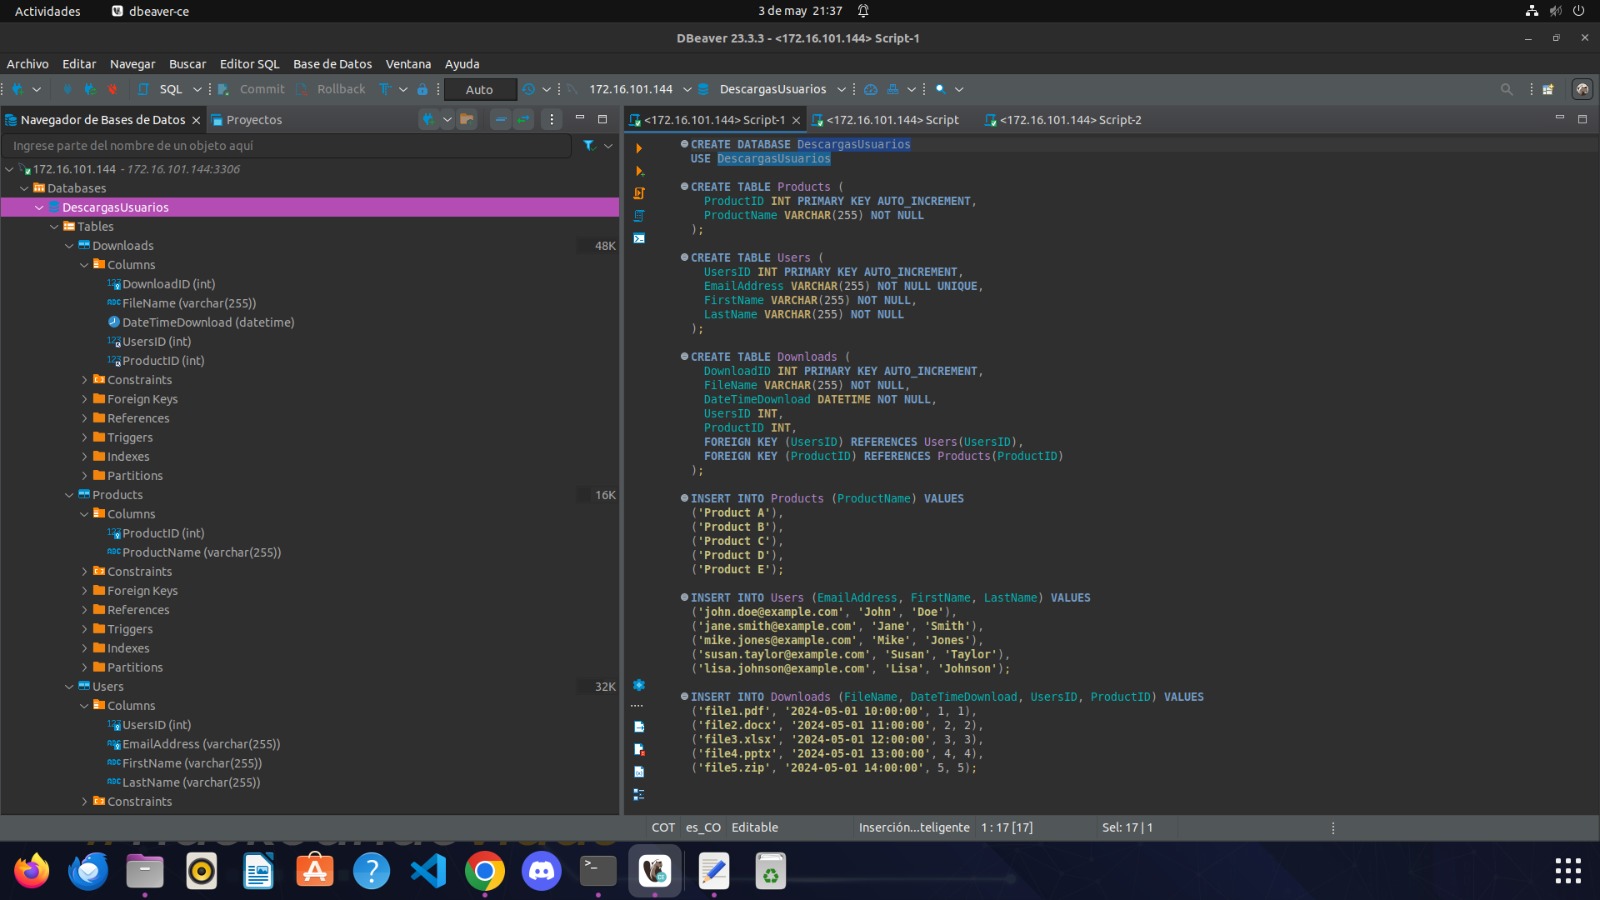 Actividades
dbeaver-ce
3 de may 21:37
DBeaver 23.3.3 - <172.16.101.144> Script-1
Archivo Editar Navegar Buscar Editor SQL Base de Datos Ventana Ayuda
SQL Commit Rollback Auto 172.16.101.144 DescargasUsuarios
Navegador de Bases de Datos
Proyectos
Ingrese parte del nombre de un objeto aquí
172.16.101.144 - 172.16.101.144:3306
Databases
DescargasUsuarios
Tables
Downloads 48K
Columns
DownloadID (int)
FileName (varchar(255))
DateTimeDownload (datetime)
UsersID (int)
ProductID (int)
Constraints
Foreign Keys
References
Triggers
Indexes
Partitions
Products 16K
Columns
ProductID (int)
ProductName (varchar(255))
Constraints
Foreign Keys
References
Triggers
Indexes
Partitions
Users 32K
Columns
UsersID (int)
EmailAddress (varchar(255))
FirstName (varchar(255))
LastName (varchar(255))
Constraints
<172.16.101.144> Script-1
<172.16.101.144> Script
<172.16.101.144> Script-2
CREATE DATABASE DescargasUsuarios
USE DescargasUsuarios
CREATE TABLE Products (
ProductID INT PRIMARY KEY AUTO_INCREMENT,
ProductName VARCHAR(255) NOT NULL
);
CREATE TABLE Users (
UsersID INT PRIMARY KEY AUTO_INCREMENT,
EmailAddress VARCHAR(255) NOT NULL UNIQUE,
FirstName VARCHAR(255) NOT NULL,
LastName VARCHAR(255) NOT NULL
);
CREATE TABLE Downloads (
DownloadID INT PRIMARY KEY AUTO_INCREMENT,
FileName VARCHAR(255) NOT NULL,
DateTimeDownload DATETIME NOT NULL,
UsersID INT,
ProductID INT,
FOREIGN KEY (UsersID) REFERENCES Users(UsersID),
FOREIGN KEY (ProductID) REFERENCES Products(ProductID)
);
INSERT INTO Products (ProductName) VALUES
('Product A'),
('Product B'),
('Product C'),
('Product D'),
('Product E');
INSERT INTO Users (EmailAddress, FirstName, LastName) VALUES
('john.doe@example.com', 'John', 'Doe'),
('jane.smith@example.com', 'Jane', 'Smith'),
('mike.jones@example.com', 'Mike', 'Jones'),
('susan.taylor@example.com', 'Susan', 'Taylor'),
('lisa.johnson@example.com', 'Lisa', 'Johnson');
INSERT INTO Downloads (FileName, DateTimeDownload, UsersID, ProductID) VALUES
('file1.pdf', '2024-05-01 10:00:00', 1, 1),
('file2.docx', '2024-05-01 11:00:00', 2, 2),
('file3.xlsx', '2024-05-01 12:00:00', 3, 3),
('file4.pptx', '2024-05-01 13:00:00', 4, 4),
('file5.zip', '2024-05-01 14:00:00', 5, 5);
COT es_CO Editable Inserción...teligente 1 : 17 [17] Sel: 17 | 1